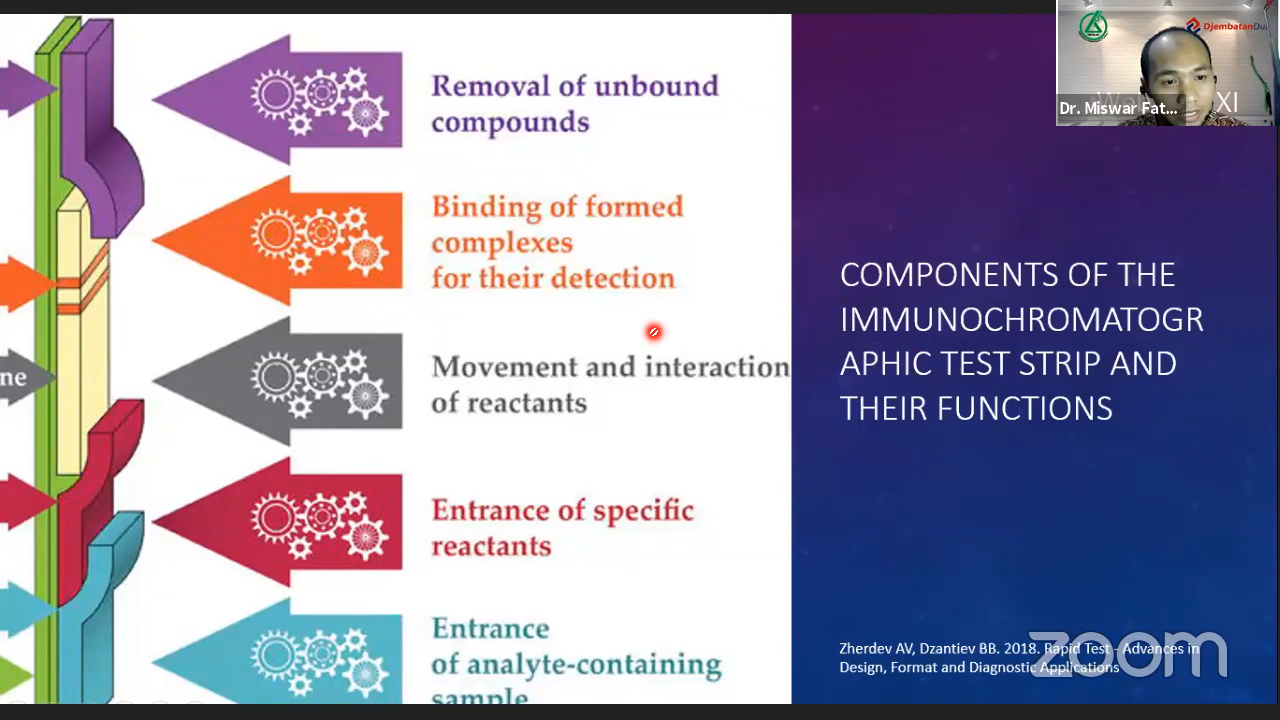 Removal of unbound
compounds
Binding of formed
complexes
for their detection
ne
Movement and interaction
of reactants
Entrance of specific
reactants
Entrance
of analyte-containing
sample
DjembatanDu
XI
Dr. Miswar Fat...
COMPONENTS OF THE
IMMUNOCHROMATOGR
APHIC TEST STRIP AND
THEIR FUNCTIONS
Zherdev AV, Dzantiev BB. 2018. Rapid Test - Advances in
Design, Format and Diagnostic Applications
zoom